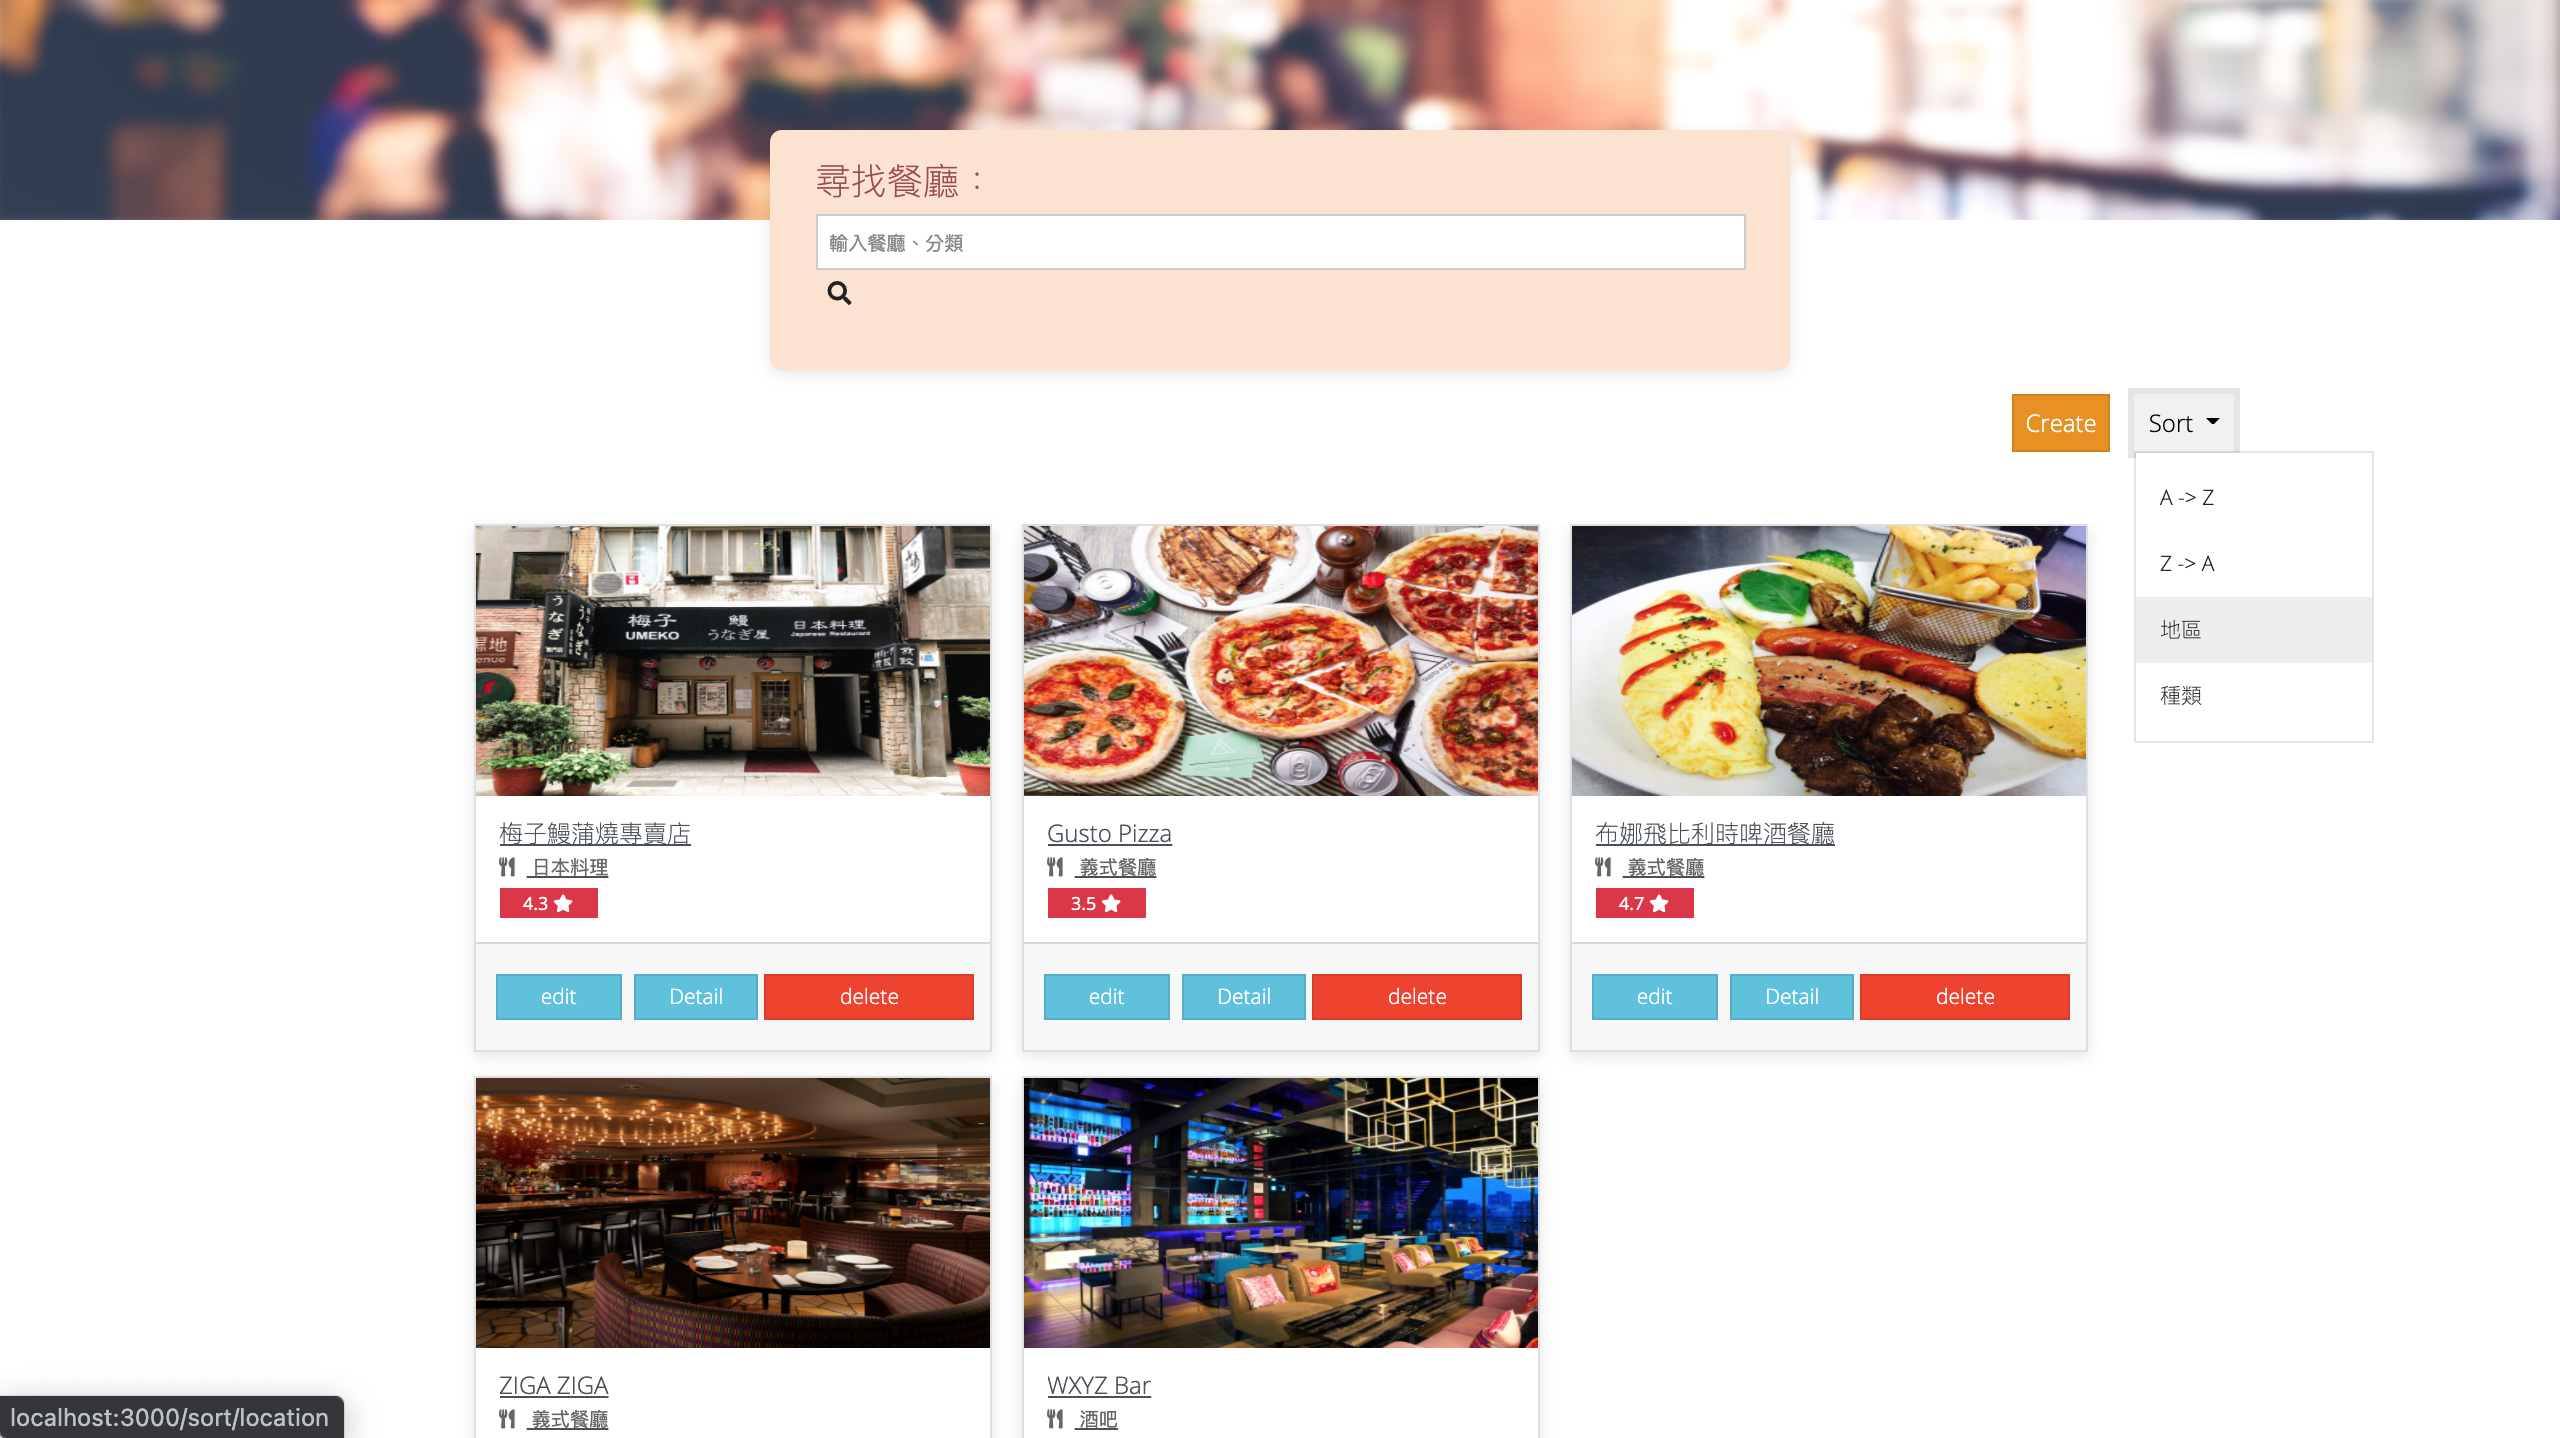 尋找餐廳：
輸入餐廳、分類
Create
Sort
A -> Z
Z -> A
地區
種類
梅子 鰻 日本料理
UMEKO うなぎ屋 Japanese Restaurant
うなぎ
梅子鰻蒲燒專賣店
日本料理
4.3
edit Detail delete
Gusto Pizza
義式餐廳
3.5
edit Detail delete
布娜飛比利時啤酒餐廳
義式餐廳
4.7
edit Detail delete
wxyz
ZIGA ZIGA
義式餐廳
WXYZ Bar
酒吧
localhost:3000/sort/location